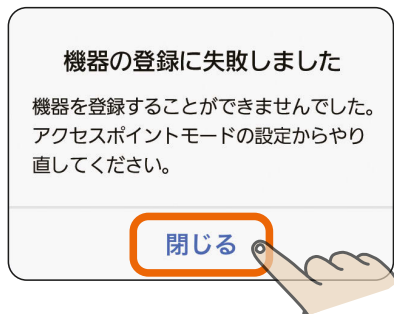 機器の登録に失敗しました
機器を登録することができませんでした。
アクセスポイントモードの設定からやり
直してください。
閉じる